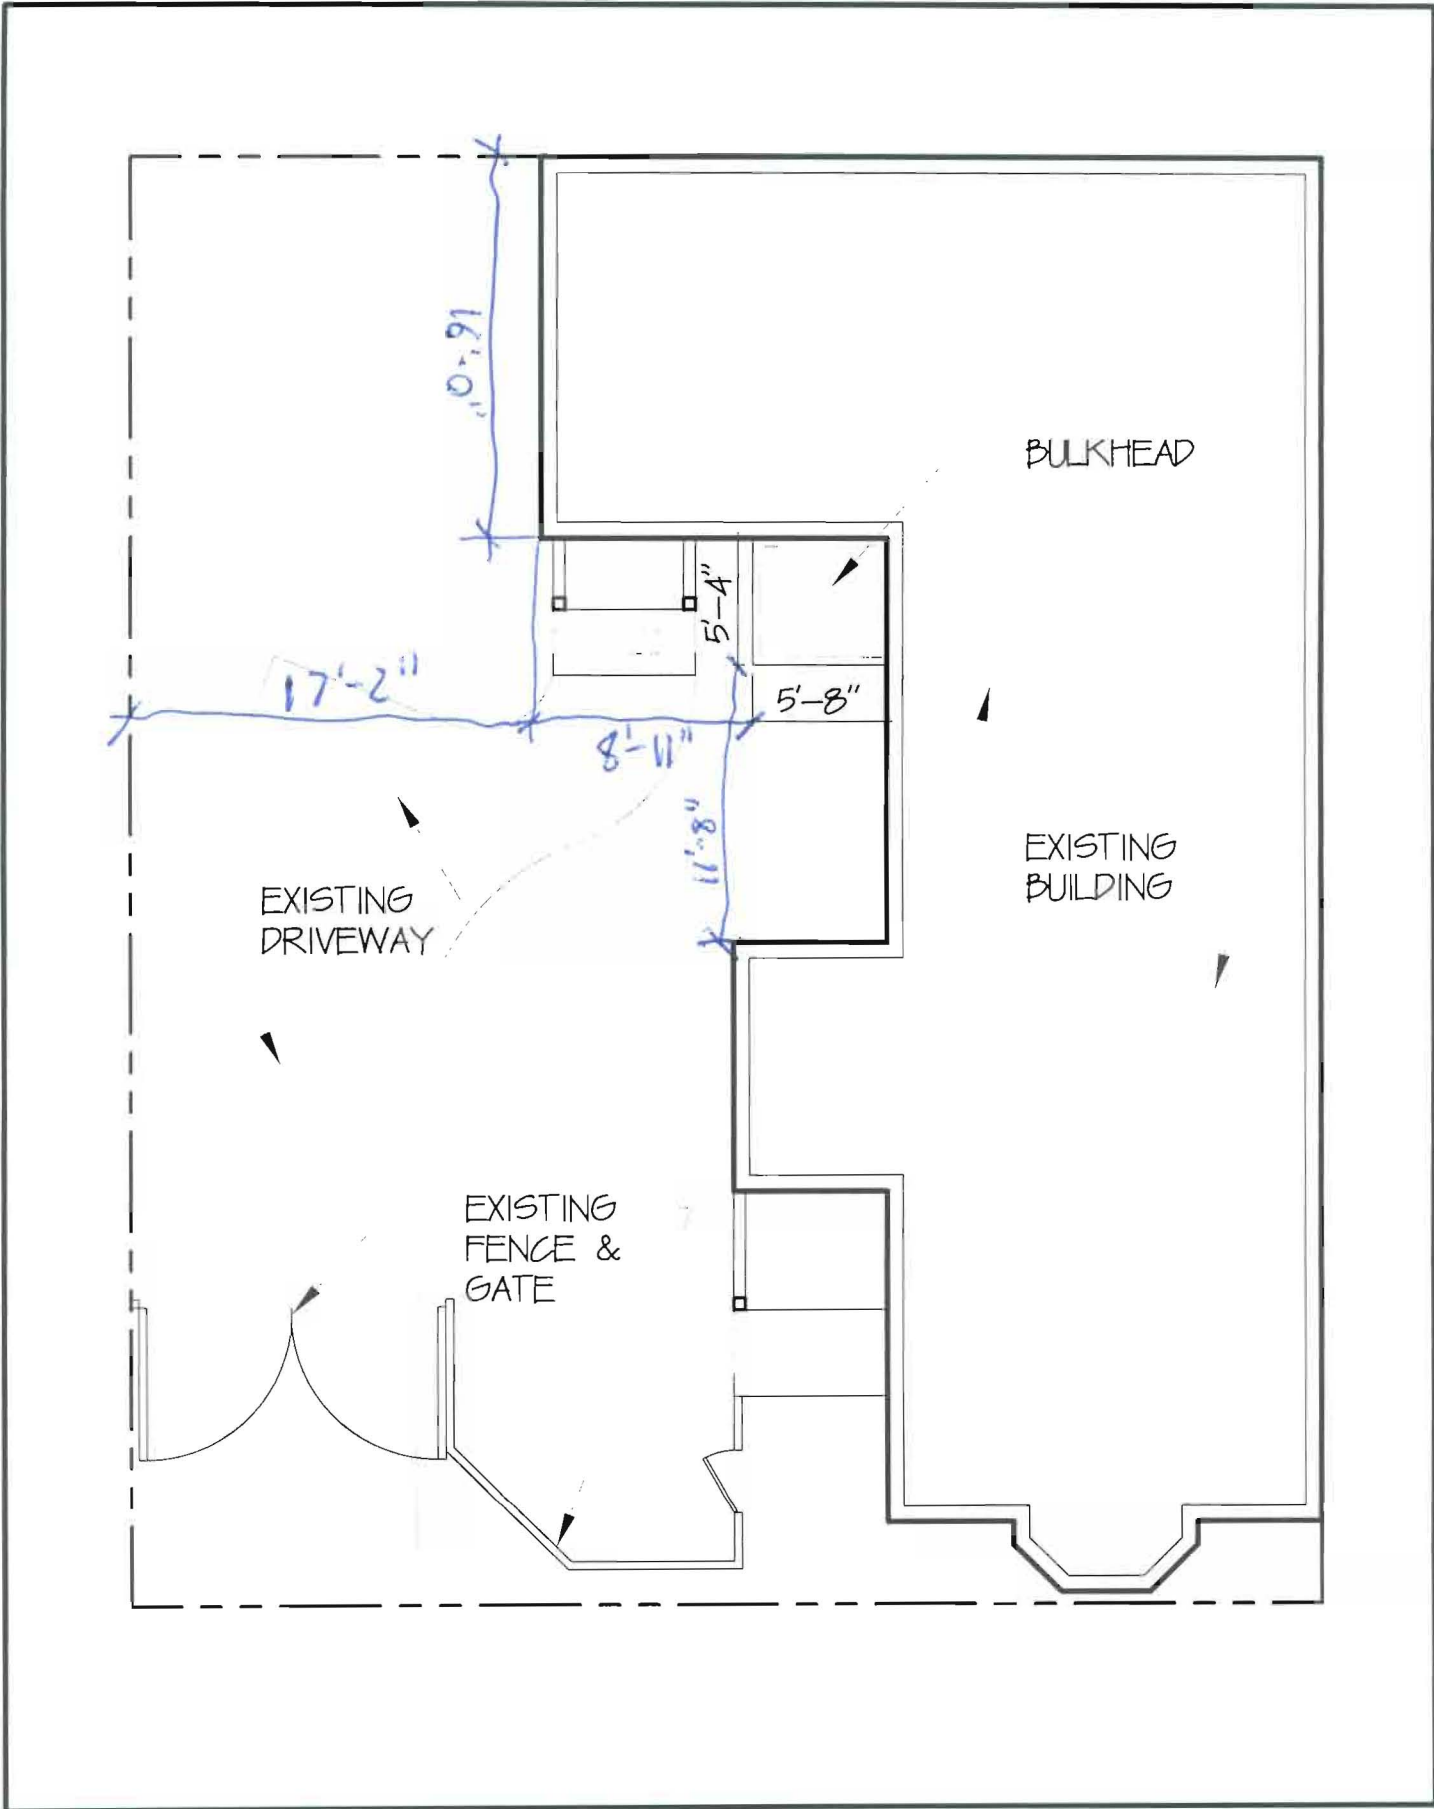 16'-0"
BULKHEAD
5'-4"
17'-2"
5'-8"
8'-11"
11'-8"
EXISTING
BUILDING
EXISTING
DRIVEWAY
EXISTING
FENCE &
GATE